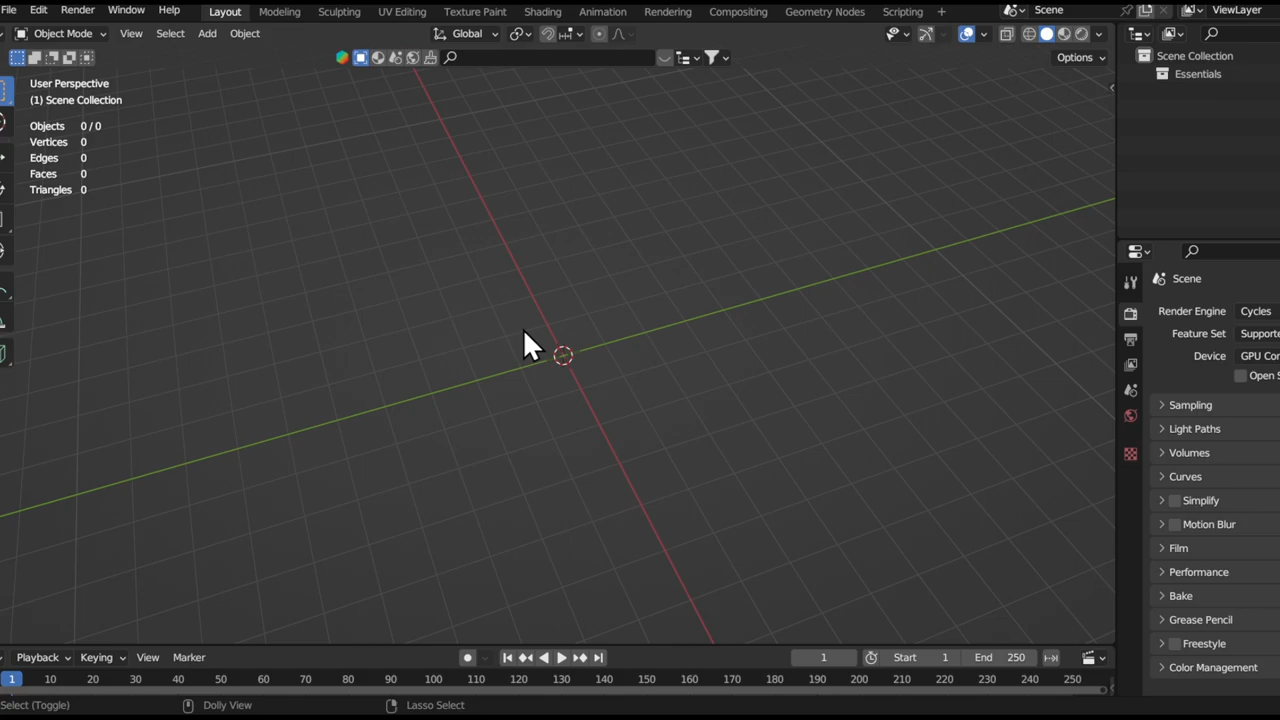 File Edit Render Window Help Layout Modeling Sculpting UV Editing Texture Paint Shading Animation Rendering Compositing Geometry Nodes Scripting + Scene ViewLayer
Object Mode View Select Add Object Global
Options
User Perspective
(1) Scene Collection
Objects 0 / 0
Vertices 0
Edges 0
Faces 0
Triangles 0
Scene Collection
Essentials
Scene
Render Engine Cycles
Feature Set Supporte
Device GPU Con
Open S
Sampling
Light Paths
Volumes
Curves
Simplify
Motion Blur
Film
Performance
Bake
Grease Pencil
Freestyle
Color Management
Playback Keying View Marker 1 Start 1 End 250
1 10 20 30 40 50 60 70 80 90 100 110 120 130 140 150 160 170 180 190 200 210 220 230 240 250
Select (Toggle) Dolly View Lasso Select